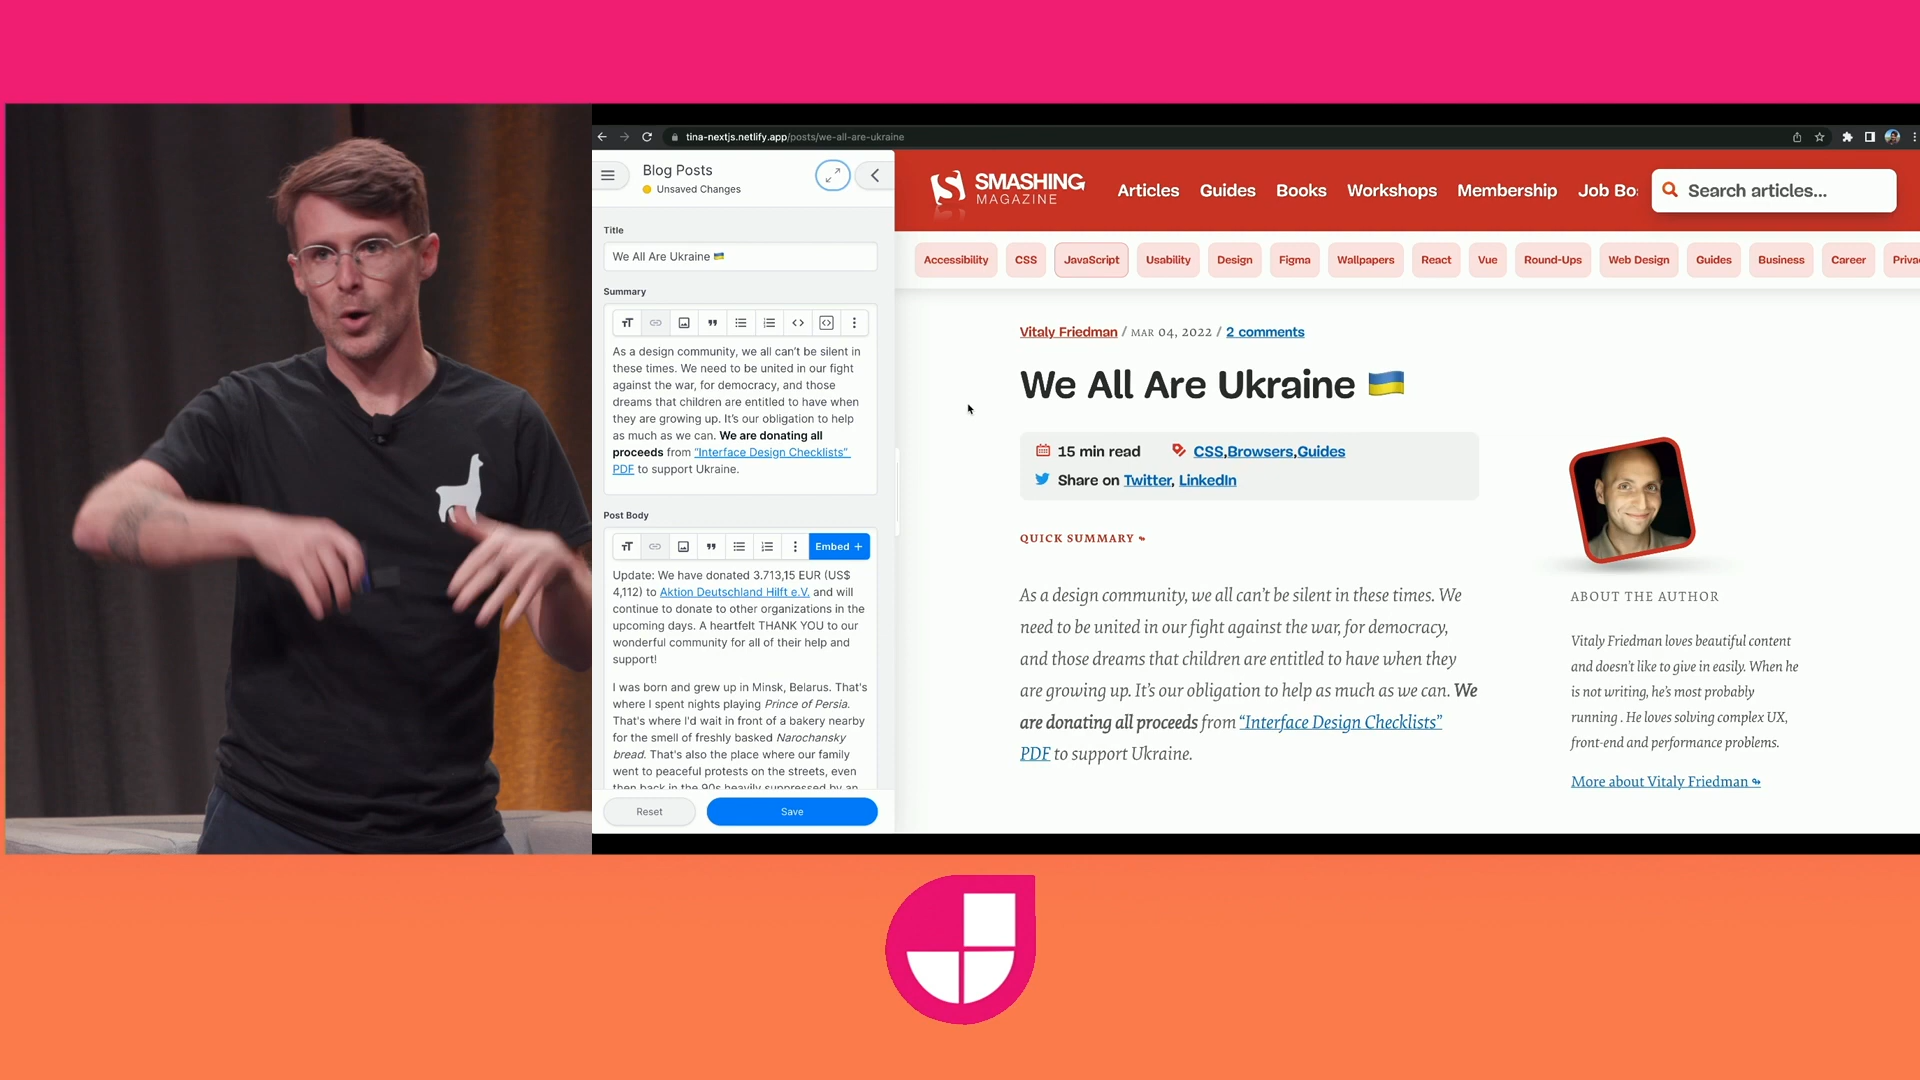 tina-nextjs.netlify.app/posts/we-all-are-ukraine
Blog Posts
Unsaved Changes
Title
We All Are Ukraine 🇺🇦
Summary
As a design community, we all can't be silent in
these times. We need to be united in our fight
against the war, for democracy, and those
dreams that children are entitled to have when
they are growing up. It's our obligation to help
as much as we can. We are donating all
proceeds from "Interface Design Checklists"
PDF to support Ukraine.
Post Body
Embed +
Update: We have donated 3.713,15 EUR (US$
4,112) to Aktion Deutschland Hilft e.V. and will
continue to donate to other organizations in the
upcoming days. A heartfelt THANK YOU to our
wonderful community for all of their help and
support!
I was born and grew up in Minsk, Belarus. That's
where I spent nights playing Prince of Persia.
That's where I'd wait in front of a bakery nearby
for the smell of freshly basked Narochansky
bread. That's also the place where our family
went to peaceful protests on the streets, even
then back in the 90s heavily suppressed by an
Reset
Save
SMASHING
MAGAZINE
Articles Guides Books Workshops Membership Job Bo
Search articles...
Accessibility CSS JavaScript Usability Design Figma Wallpapers React Vue Round-Ups Web Design Guides Business Career Priva
Vitaly Friedman / MAR 04, 2022 / 2 comments
We All Are Ukraine 🇺🇦
15 min read CSS,Browsers,Guides
Share on Twitter, LinkedIn
QUICK SUMMARY ↬
As a design community, we all can't be silent in these times. We
need to be united in our fight against the war, for democracy,
and those dreams that children are entitled to have when they
are growing up. It's our obligation to help as much as we can. We
are donating all proceeds from "Interface Design Checklists"
PDF to support Ukraine.
ABOUT THE AUTHOR
Vitaly Friedman loves beautiful content
and doesn't like to give in easily. When he
is not writing, he's most probably
running . He loves solving complex UX,
front-end and performance problems.
More about Vitaly Friedman ↬